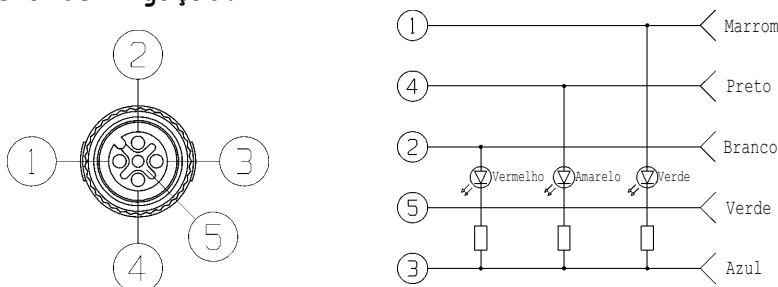 2
1
3
5
4
1 Marrom
4 Preto
2 Branco
Vermelho Amarelo Verde
5 Verde
3 Azul